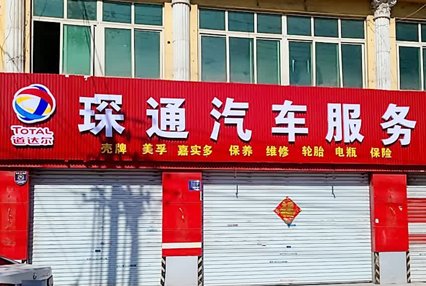 琛通汽车服务
TOTAL
道达尔
壳牌 美孚 嘉实多 保养 维修 轮胎 电瓶 保险